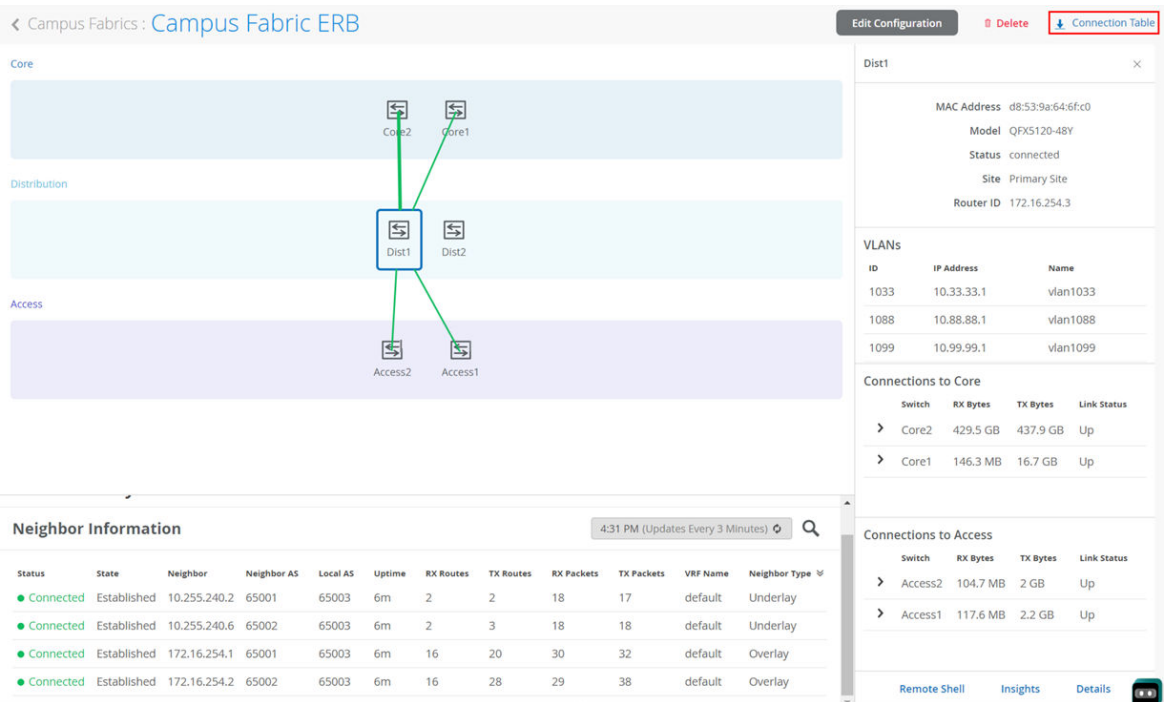 Campus Fabrics : Campus Fabric ERB
Edit Configuration
Delete
Connection Table
Core
Core2
Core1
Distribution
Dist1
Dist2
Access
Access2
Access1
Dist1
MAC Address d8:53:9a:64:6f:c0
Model QFX5120-48Y
Status connected
Site Primary Site
Router ID 172.16.254.3
VLANs
ID IP Address Name
1033 10.33.33.1 vlan1033
1088 10.88.88.1 vlan1088
1099 10.99.99.1 vlan1099
Connections to Core
Switch RX Bytes TX Bytes Link Status
Core2 429.5 GB 437.9 GB Up
Core1 146.3 MB 16.7 GB Up
Connections to Access
Switch RX Bytes TX Bytes Link Status
Access2 104.7 MB 2 GB Up
Access1 117.6 MB 2.2 GB Up
Remote Shell Insights Details
Neighbor Information
4:31 PM (Updates Every 3 Minutes)
Status State Neighbor Neighbor AS Local AS Uptime RX Routes TX Routes RX Packets TX Packets VRF Name Neighbor Type
Connected Established 10.255.240.2 65001 65003 6m 2 2 18 17 default Underlay
Connected Established 10.255.240.6 65002 65003 6m 2 3 18 18 default Underlay
Connected Established 172.16.254.1 65001 65003 6m 16 20 30 32 default Overlay
Connected Established 172.16.254.2 65002 65003 6m 16 28 29 38 default Overlay